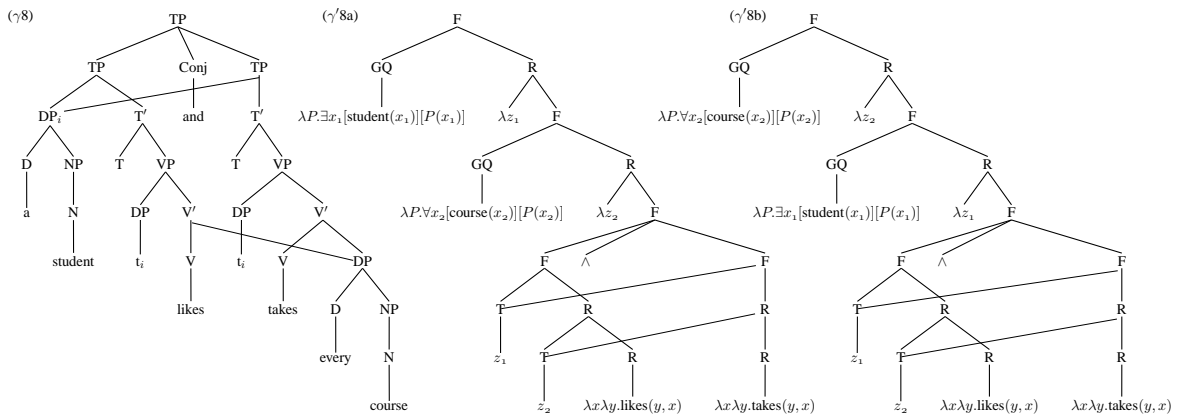 (γ8) TP (γ′8a) F (γ′8b) F
TP Conj TP GQ R GQ R
DPᵢ T′ and T′ λP.∃x₁[student(x₁)][P(x₁)] λz₁ F λP.∀x₂[course(x₂)][P(x₂)] λz₂ F
D NP T VP T VP GQ R GQ R
a N DP V′ DP V′ λP.∀x₂[course(x₂)][P(x₂)] λz₂ F λP.∃x₁[student(x₁)][P(x₁)] λz₁ F
student tᵢ V tᵢ V DP F ∧ F F ∧ F
likes takes D NP T R R T R R
every N z₁ T R R z₁ T R R
course z₂ λxλy.likes(y, x) λxλy.takes(y, x) z₂ λxλy.likes(y, x) λxλy.takes(y, x)